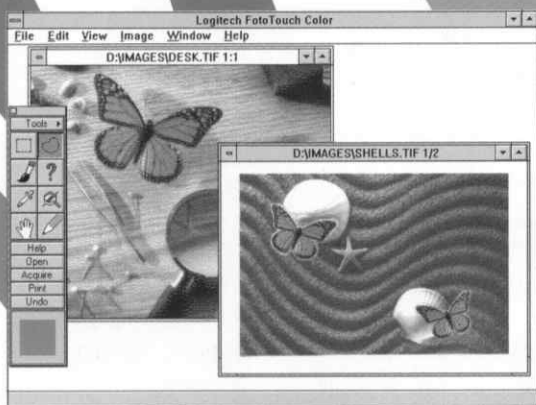 Logitech FotoTouch Color
File Edit View Image Window Help
D:\IMAGES\DESK.TIF 1:1
Tools
D:\IMAGES\SHELLS.TIF 1/2
Help
Open
Acquire
Print
Undo